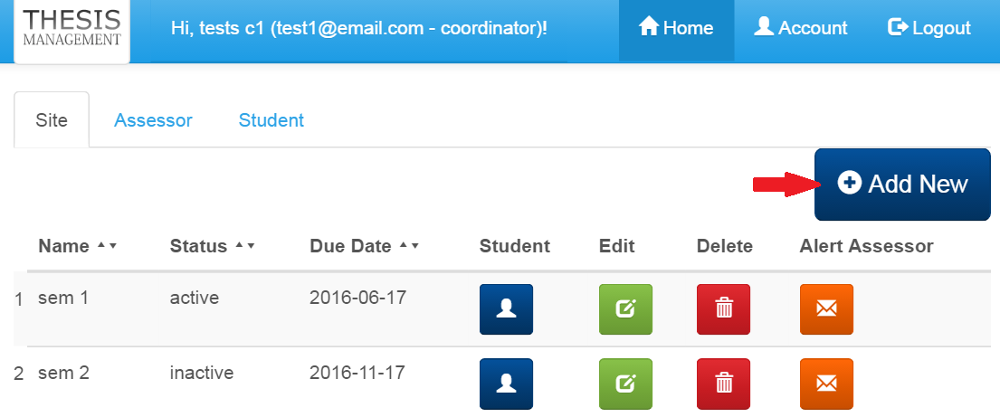 THESIS
MANAGEMENT
Hi, tests c1 (test1@email.com - coordinator)!
Home
Account
Logout
Site
Assessor
Student
Add New
Name
Status
Due Date
Student
Edit
Delete
Alert Assessor
1 sem 1 active 2016-06-17
2 sem 2 inactive 2016-11-17